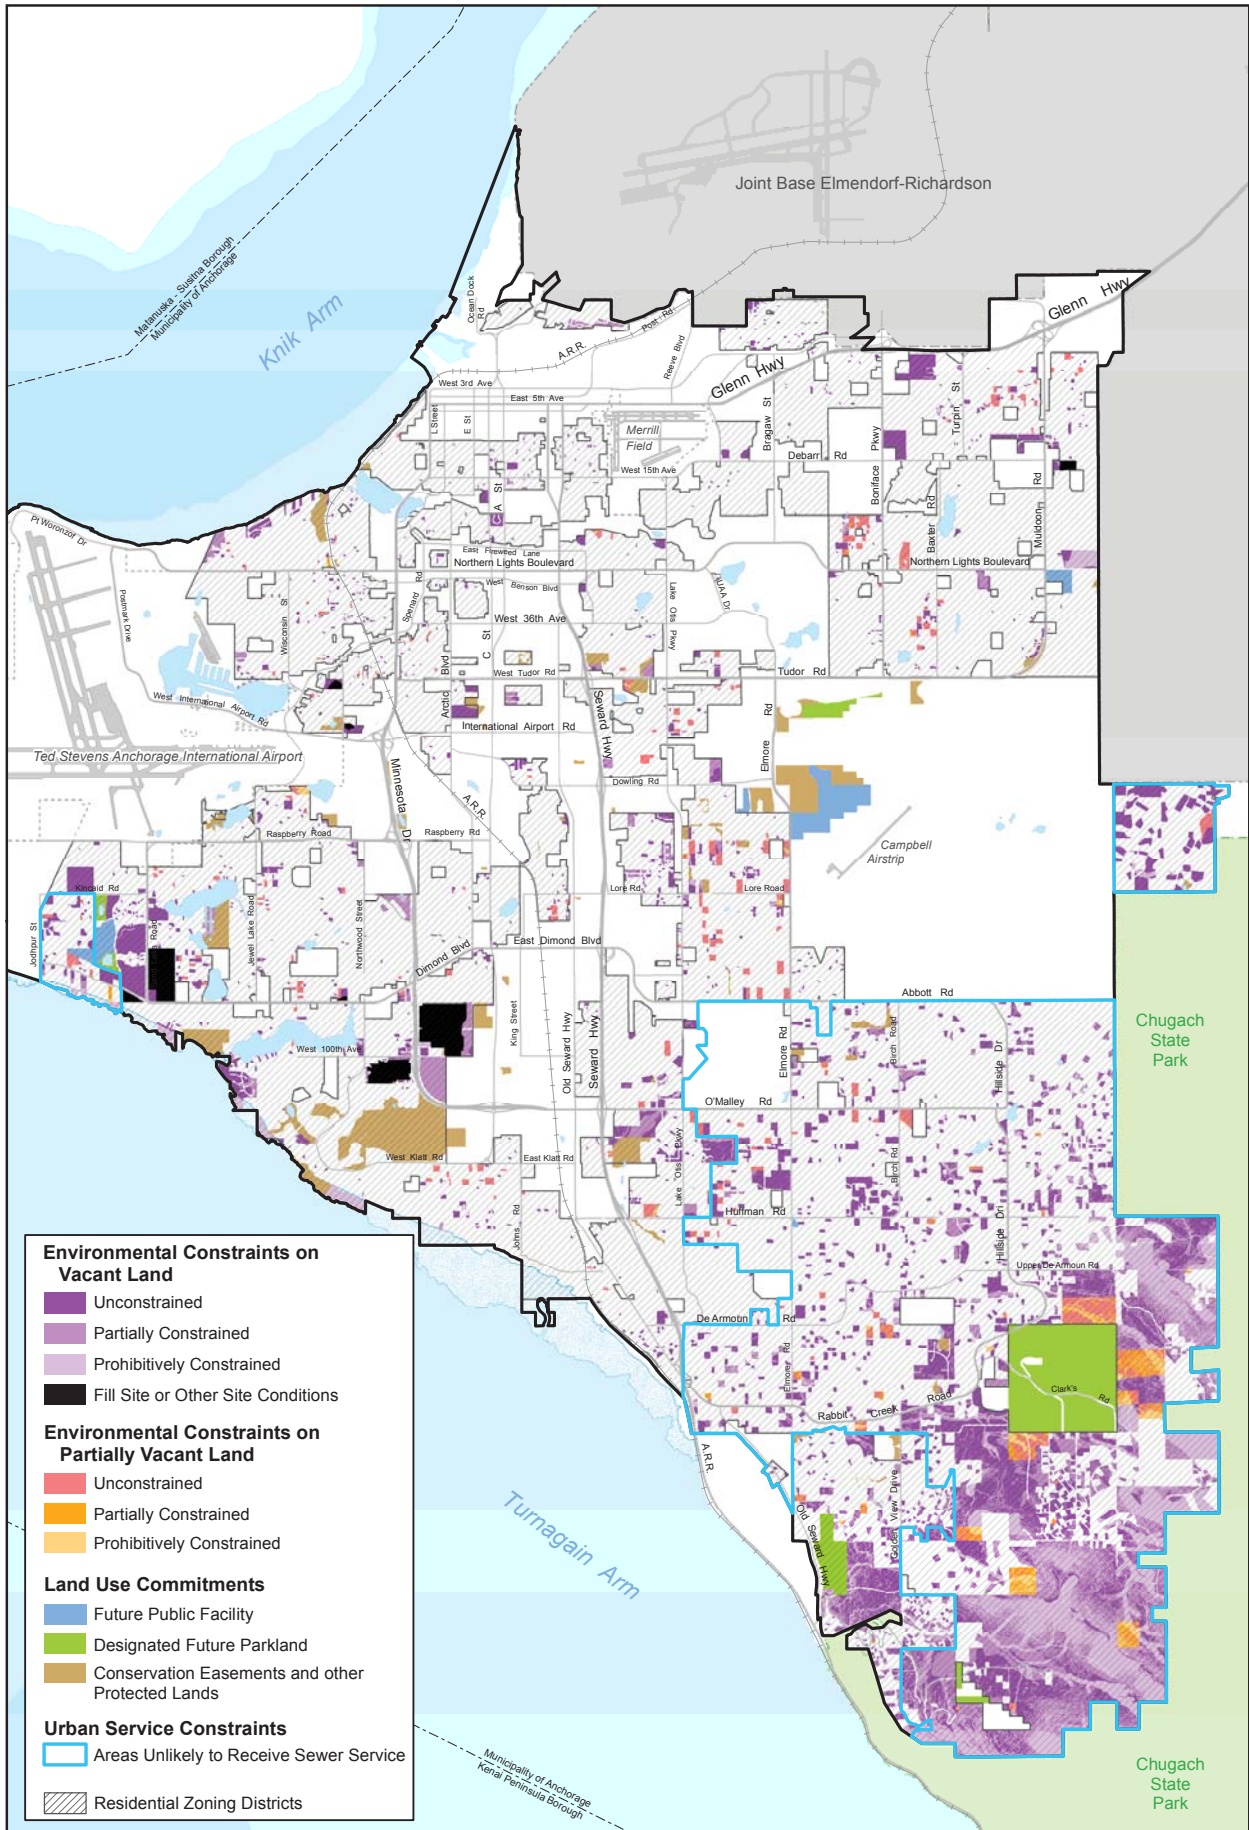 Joint Base Elmendorf-Richardson
Matanuska - Susitna Borough
Municipality of Anchorage
Knik Arm
Ocean Dock
Rd
Post Rd
A.R.R.
Reeve Blvd
Glenn Hwy
Glenn Hwy
West 3rd Ave
East 5th Ave
L Street
E St
A St
Merrill
Field
West 15th Ave
Bragaw St
Debarr Rd
Boniface Pkwy
Turpin St
Baxter Rd
Muldoon Rd
Pt Woronzof Dr
Postmark Drive
East Fireweed Lane
Northern Lights Boulevard
Northern Lights Boulevard
West Benson Blvd
Spenard Rd
Wisconsin St
West 36th Ave
Lake Otis Pkwy
UAA Dr
Arctic Blvd
C St
West Tudor Rd
Tudor Rd
West International Airport Rd
International Airport Rd
Seward Hwy
Elmore Rd
Ted Stevens Anchorage International Airport
Minnesota Dr
A.R.R.
Dowling Rd
Raspberry Road
Raspberry Rd
Campbell
Airstrip
Kincaid Rd
Lore Rd
Lore Road
Jodhpur St
Road
Jewel Lake Road
Northwood Street
Dimond Blvd
East Dimond Blvd
Abbott Rd
King Street
Old Seward Hwy
Seward Hwy
West 100th Ave
Elmore Rd
Birch Road
Hillside Dr
Chugach
State
Park
O'Malley Rd
West Klatt Rd
East Klatt Rd
Lake Otis Pkwy
Birch Rd
Huffman Rd
Johns Rd
Hillside Dri
Upper De Armoun Rd
De Armoun Rd
Elmore Rd
Clark's Rd
Rabbit Creek Road
A.R.R.
Old Seward Hwy
Golden View Drive
Turnagain Arm
Municipality of Anchorage
Kenai Peninsula Borough
Chugach
State
Park
Environmental Constraints on
Vacant Land
Unconstrained
Partially Constrained
Prohibitively Constrained
Fill Site or Other Site Conditions
Environmental Constraints on
Partially Vacant Land
Unconstrained
Partially Constrained
Prohibitively Constrained
Land Use Commitments
Future Public Facility
Designated Future Parkland
Conservation Easements and other
Protected Lands
Urban Service Constraints
Areas Unlikely to Receive Sewer Service
Residential Zoning Districts